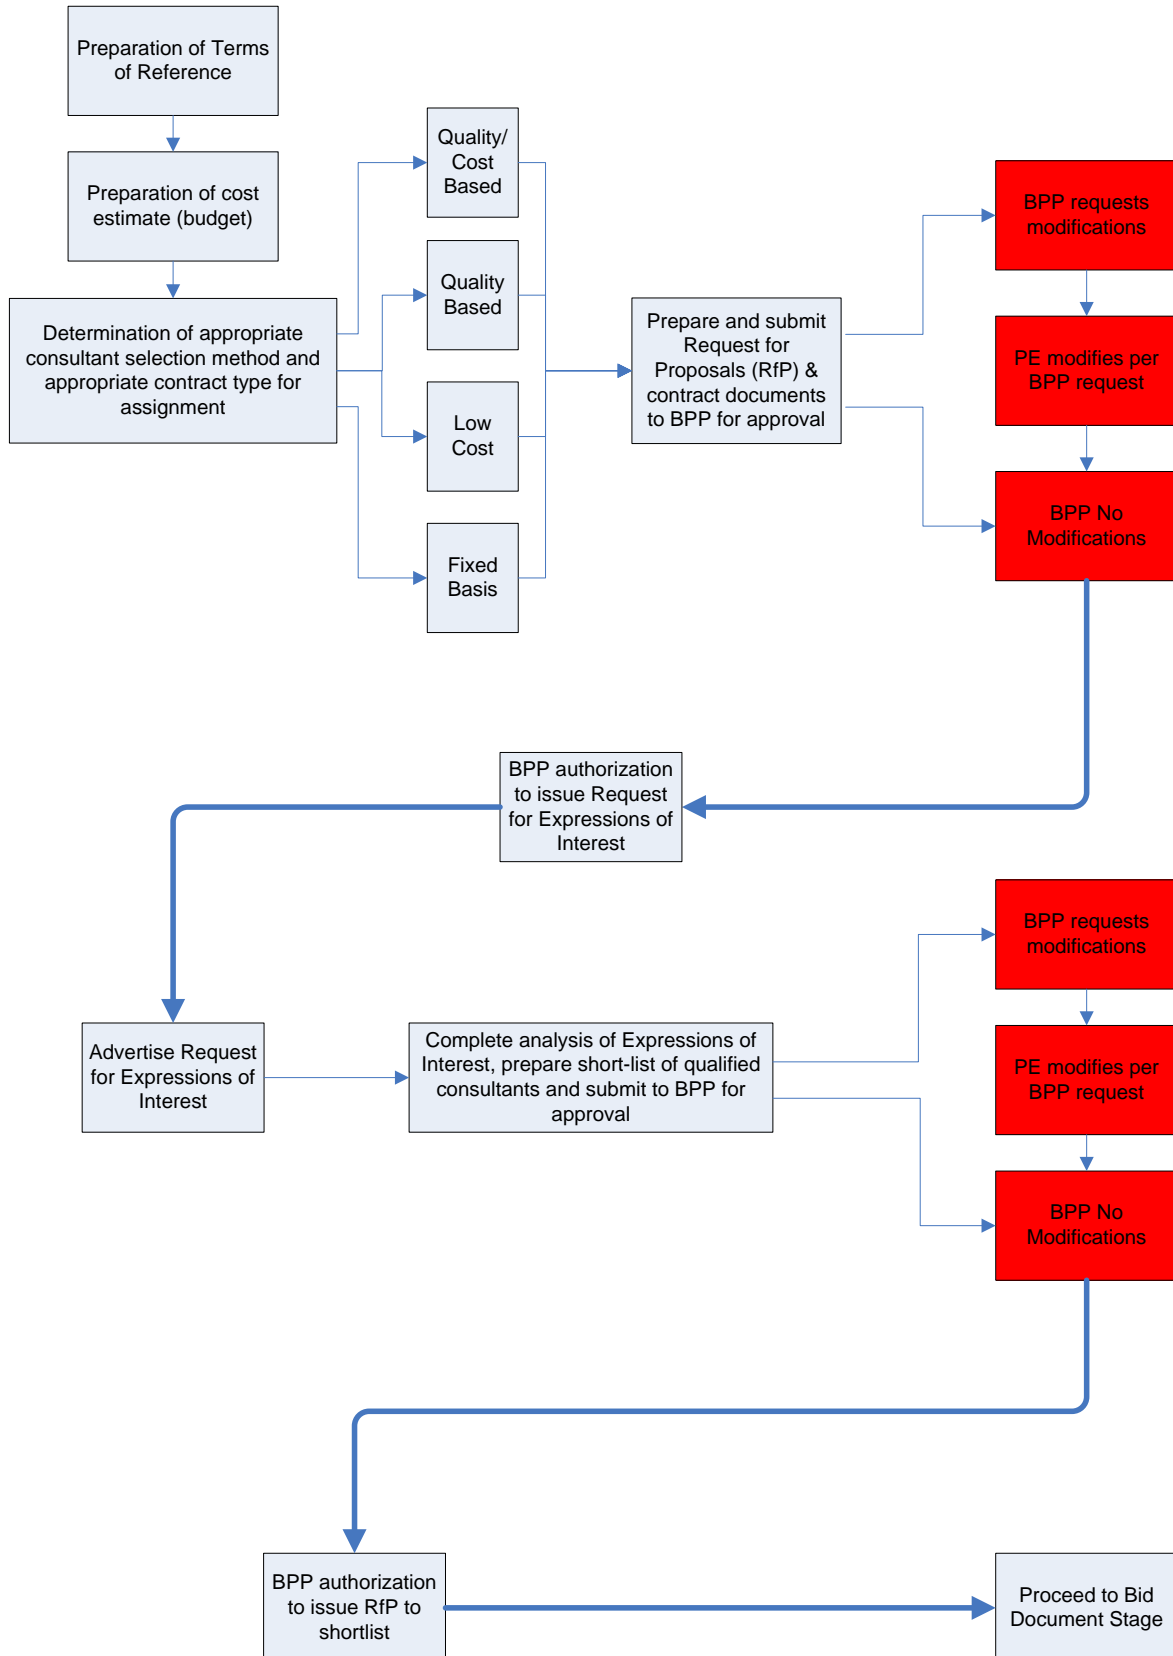 Preparation of Terms
of Reference
Preparation of cost
estimate (budget)
Determination of appropriate
consultant selection method and
appropriate contract type for
assignment
Quality/
Cost
Based
Quality
Based
Low
Cost
Fixed
Basis
Prepare and submit
Request for
Proposals (RfP) &
contract documents
to BPP for approval
BPP requests
modifications
PE modifies per
BPP request
BPP No
Modifications
BPP authorization
to issue Request
for Expressions of
Interest
Advertise Request
for Expressions of
Interest
Complete analysis of Expressions of
Interest, prepare short-list of qualified
consultants and submit to BPP for
approval
BPP requests
modifications
PE modifies per
BPP request
BPP No
Modifications
BPP authorization
to issue RfP to
shortlist
Proceed to Bid
Document Stage